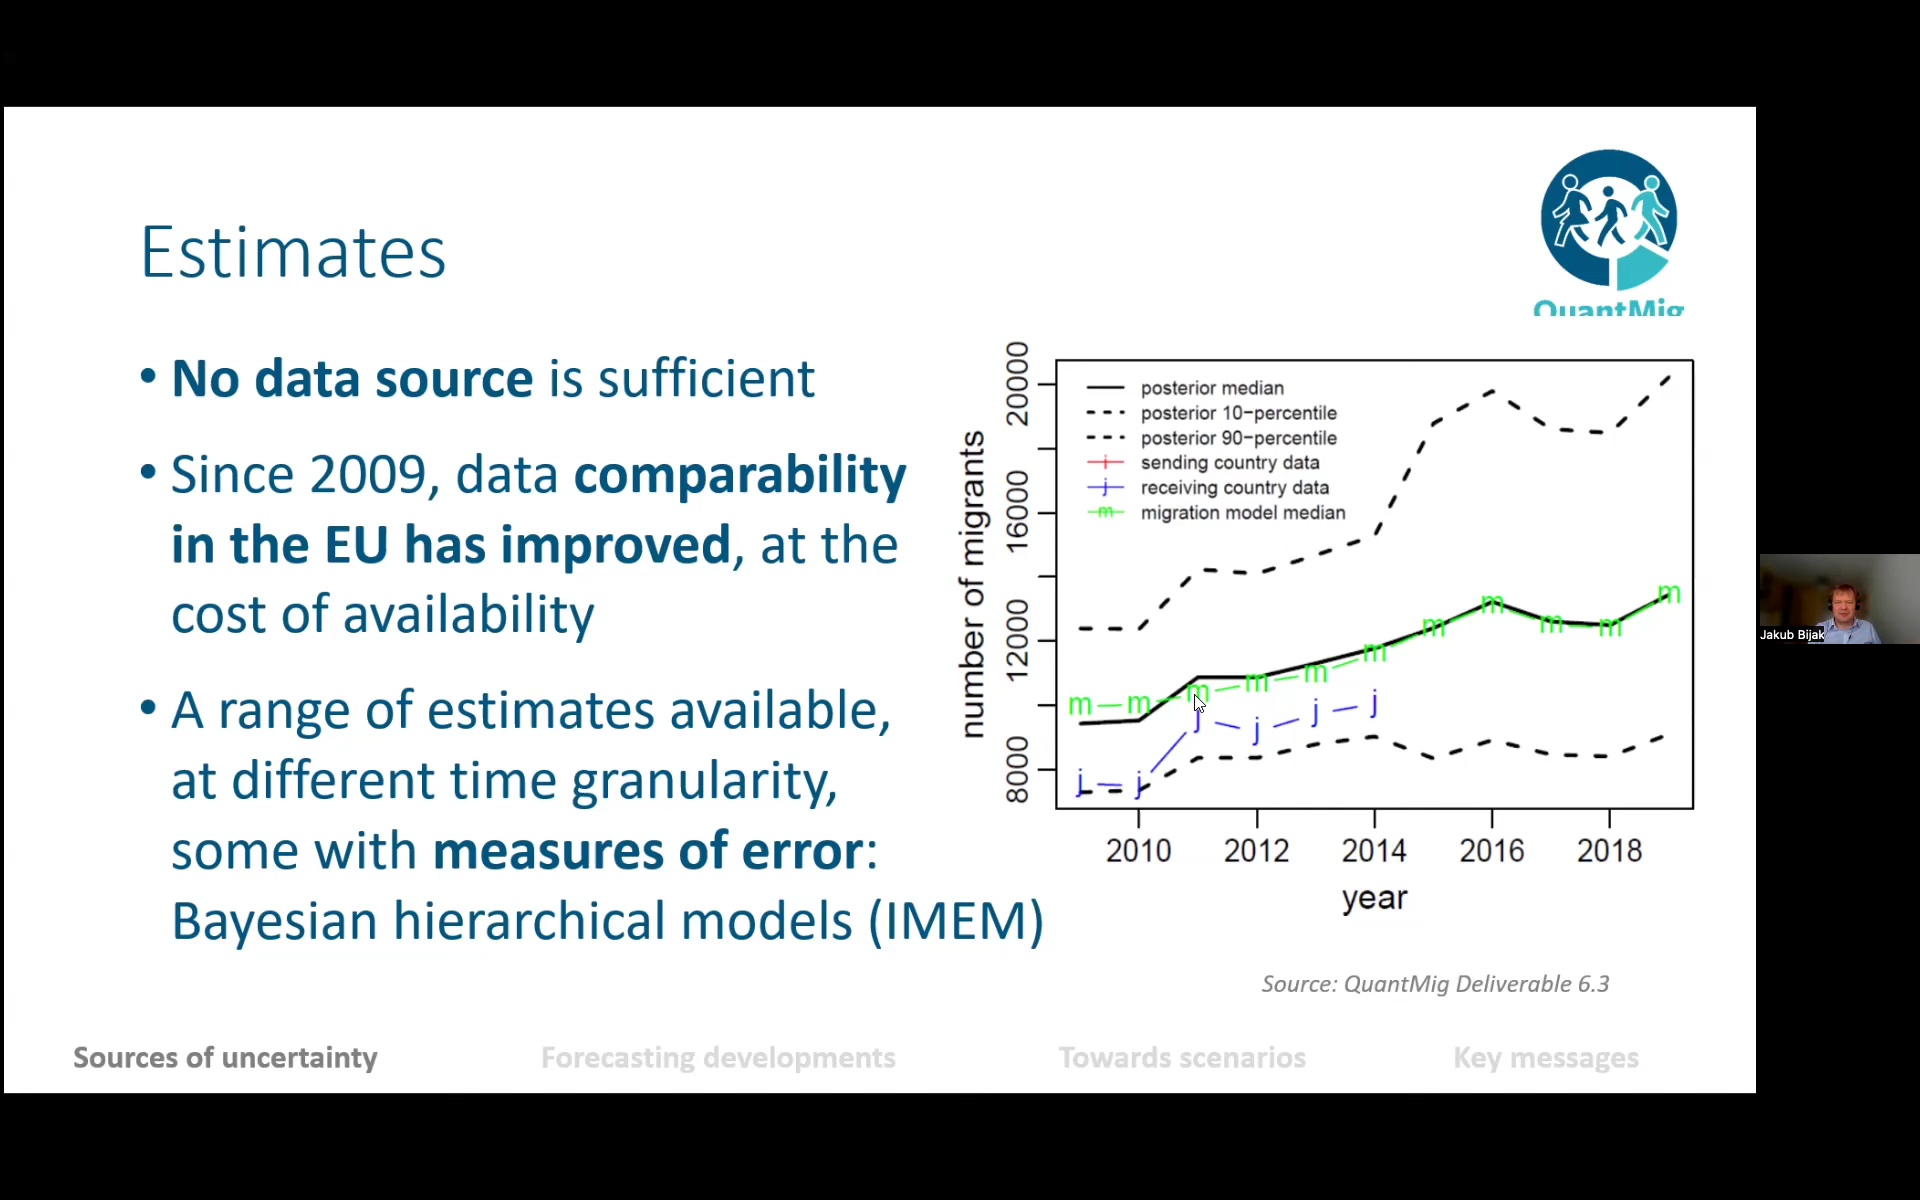 Estimates
QuantMig
• No data source is sufficient
• Since 2009, data comparability
in the EU has improved, at the
cost of availability
• A range of estimates available,
at different time granularity,
some with measures of error:
Bayesian hierarchical models (IMEM)
number of migrants
20000
16000
12000
8000
posterior median
posterior 10−percentile
posterior 90−percentile
i sending country data
j receiving country data
m migration model median
m m m m m m m m m m m
j j j j j j
2010 2012 2014 2016 2018
year
Source: QuantMig Deliverable 6.3
Sources of uncertainty Forecasting developments Towards scenarios Key messages
Jakub Bijak